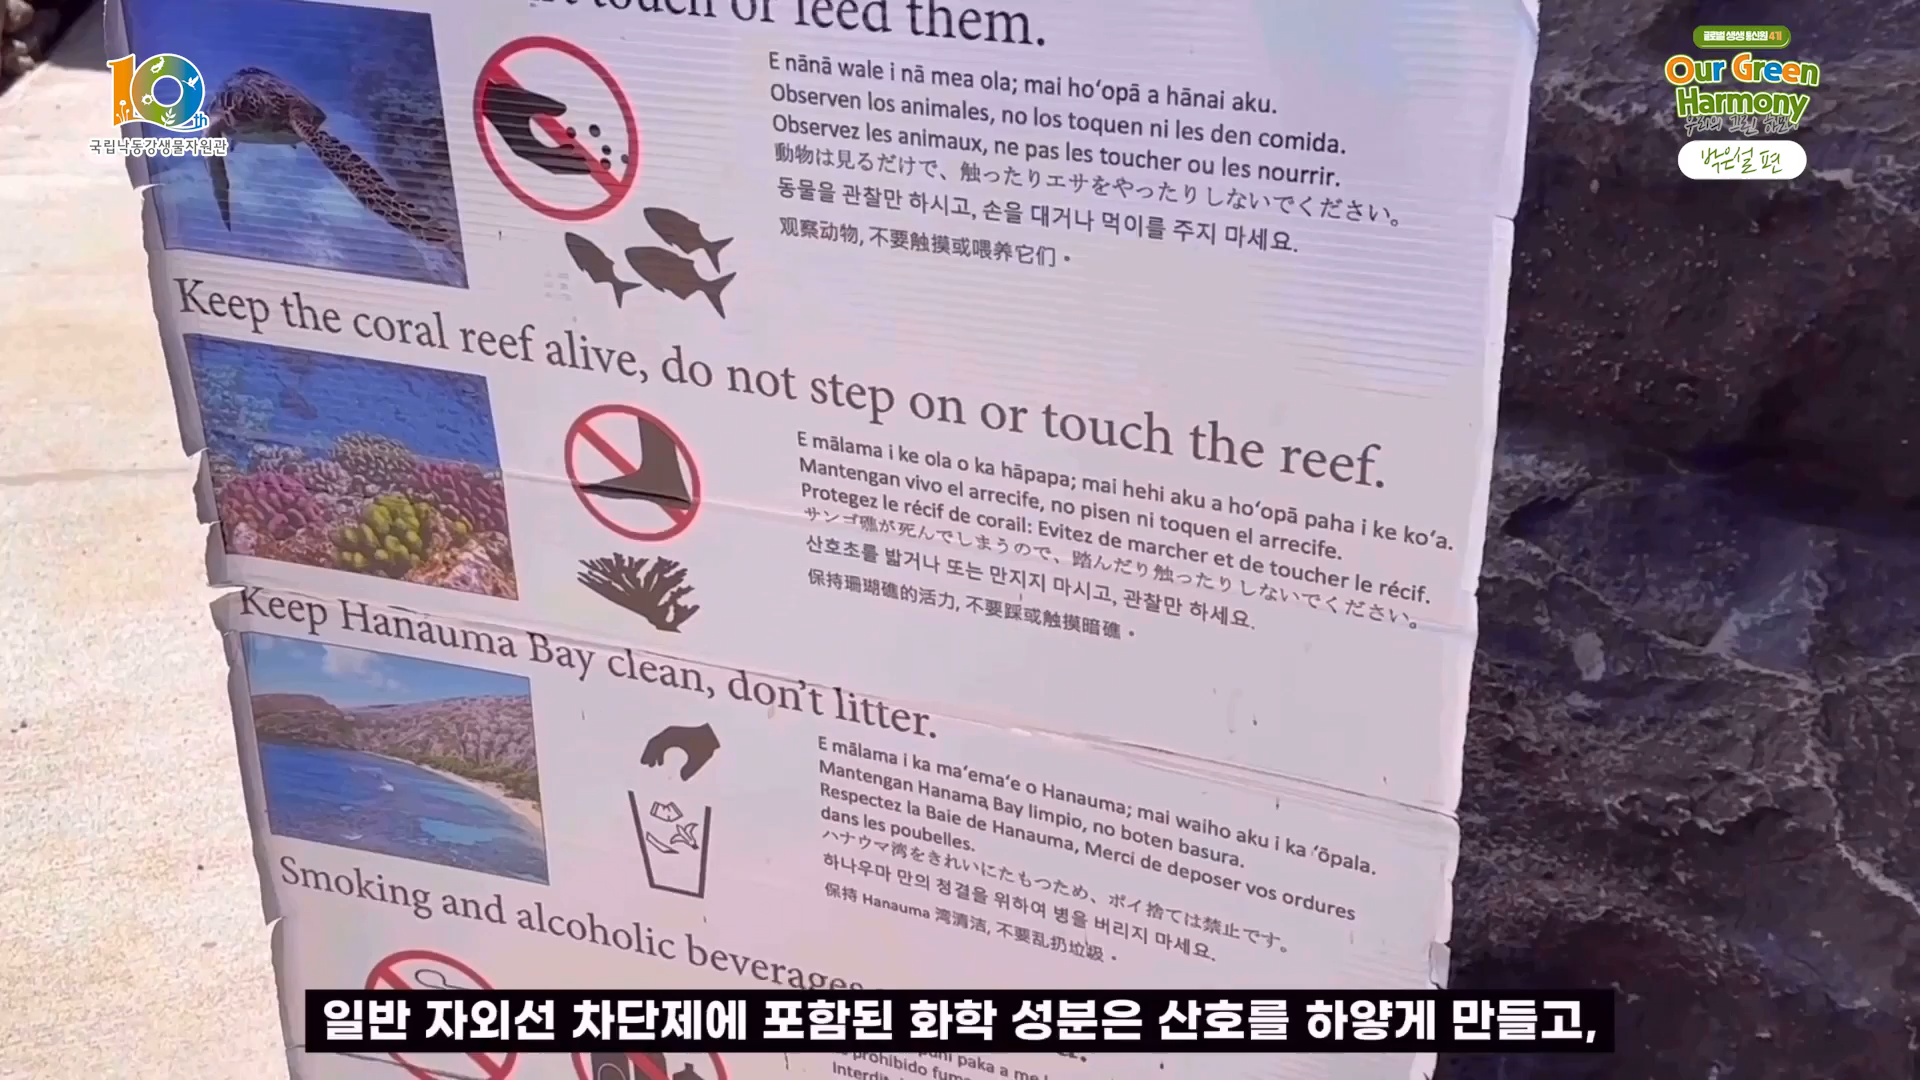 touch or feed them.
E nānā wale i nā mea ola; mai hoʻopā a hānai aku.
Observen los animales, no los toquen ni les den comida.
Observez les animaux, ne pas les toucher ou les nourrir.
動物は見るだけで、触ったりエサをやったりしないでください。
동물을 관찰만 하시고, 손을 대거나 먹이를 주지 마세요.
观察动物, 不要触摸或喂养它们。
Keep the coral reef alive, do not step on or touch the reef.
E mālama i ke ola o ka hāpapa; mai hehi aku a hoʻopā paha i ke koʻa.
Mantengan vivo el arrecife, no pisen ni toquen el arrecife.
Protegez le récif de corail: Evitez de marcher et de toucher le récif.
サンゴ礁が死んでしまうので、踏んだり触ったりしないでください。
산호초를 밟거나 또는 만지지 마시고, 관찰만 하세요.
保持珊瑚礁的活力, 不要踩或触摸暗礁。
Keep Hanauma Bay clean, don't litter.
E mālama i ka maʻemaʻe o Hanauma; mai waiho aku i ka ʻōpala.
Mantengan Hanama Bay limpio, no boten basura.
Respectez la Baie de Hanauma, Merci de deposer vos ordures
dans les poubelles.
ハナウマ湾をきれいにたもつため、ポイ捨ては禁止です。
하나우마 만의 청결을 위하여 병을 버리지 마세요.
保持 Hanauma 湾清洁, 不要乱扔垃圾。
Smoking and alcoholic beverages
paka a me
prohibido
10th
국립낙동강생물자원관
글로벌 생생 통신원 4기
Our Green
Harmony
우리의 그린 하모니
박은설 편
일반 자외선 차단제에 포함된 화학 성분은 산호를 하얗게 만들고,